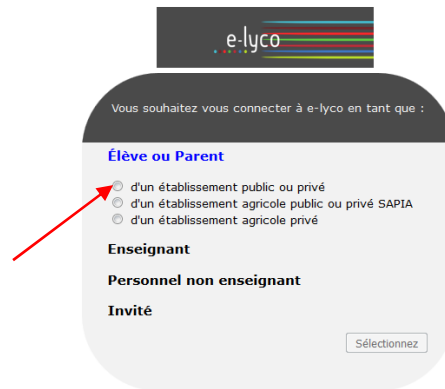 e-lyco
Vous souhaitez vous connecter à e-lyco en tant que :
Élève ou Parent
d'un établissement public ou privé
d'un établissement agricole public ou privé SAPIA
d'un établissement agricole privé
Enseignant
Personnel non enseignant
Invité
Sélectionnez